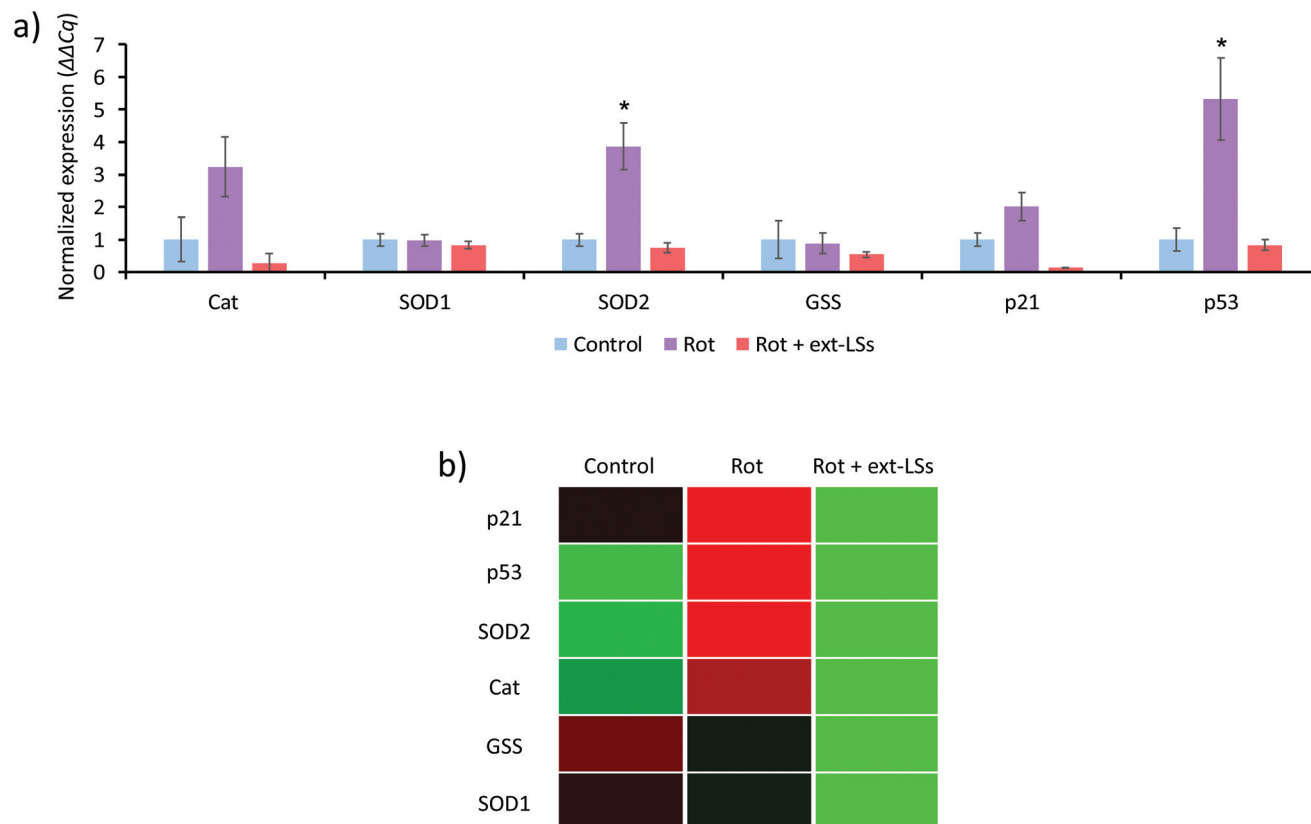 a)
Normalized expression (ΔΔCq)
7
6
5
4
3
2
1
0
*
*
Cat SOD1 SOD2 GSS p21 p53
Control Rot Rot + ext-LSs
b)
Control Rot Rot + ext-LSs
p21
p53
SOD2
Cat
GSS
SOD1